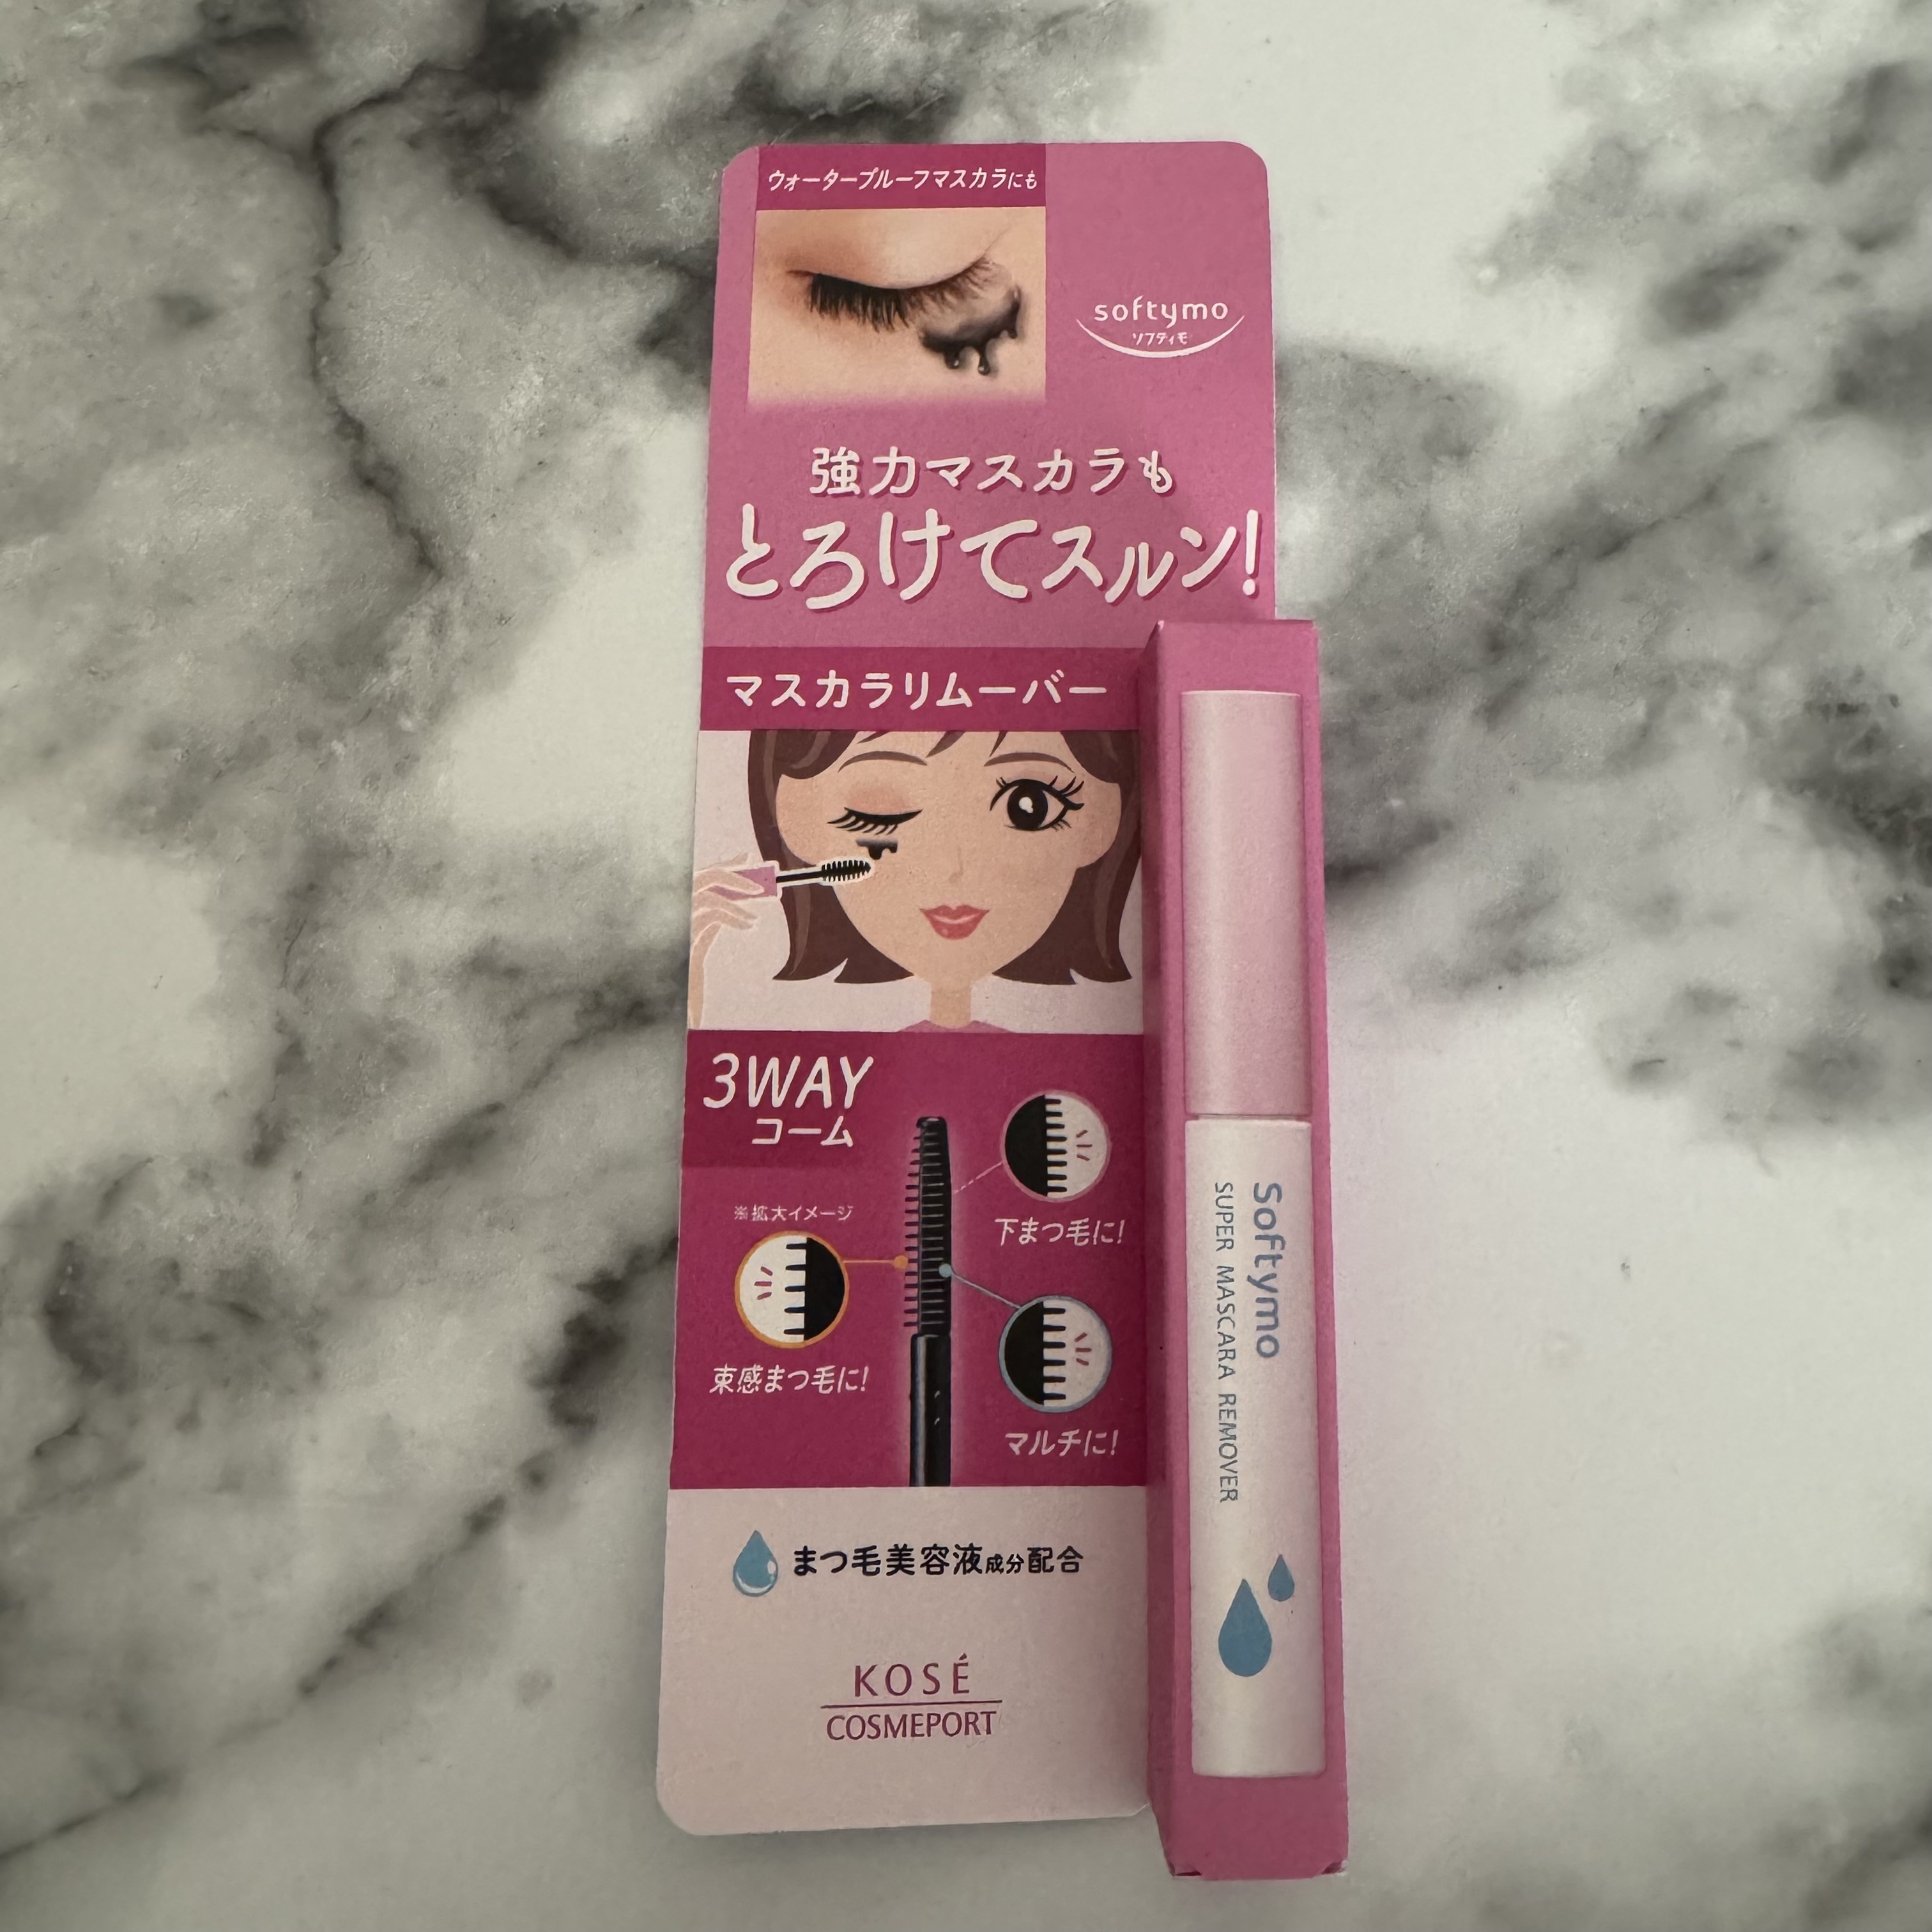 ウォータープルーフマスカラにも
softymo
ソフティモ
強力マスカラも
とろけてスルン!
マスカラリムーバー
3WAY
コーム
※拡大イメージ
下まつ毛に!
束感まつ毛に!
マルチに!
まつ毛美容液成分配合
KOSÉ
COSMEPORT
Softymo
SUPER MASCARA REMOVER